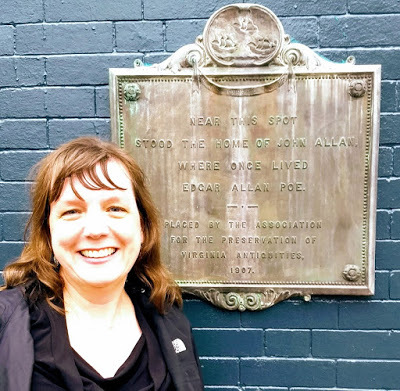 NEAR THIS SPOT
STOOD THE HOME OF JOHN ALLAN,
WHERE ONCE LIVED
EDGAR ALLAN POE.
PLACED BY THE ASSOCIATION
FOR THE PRESERVATION OF
VIRGINIA ANTIQUITIES,
1907.